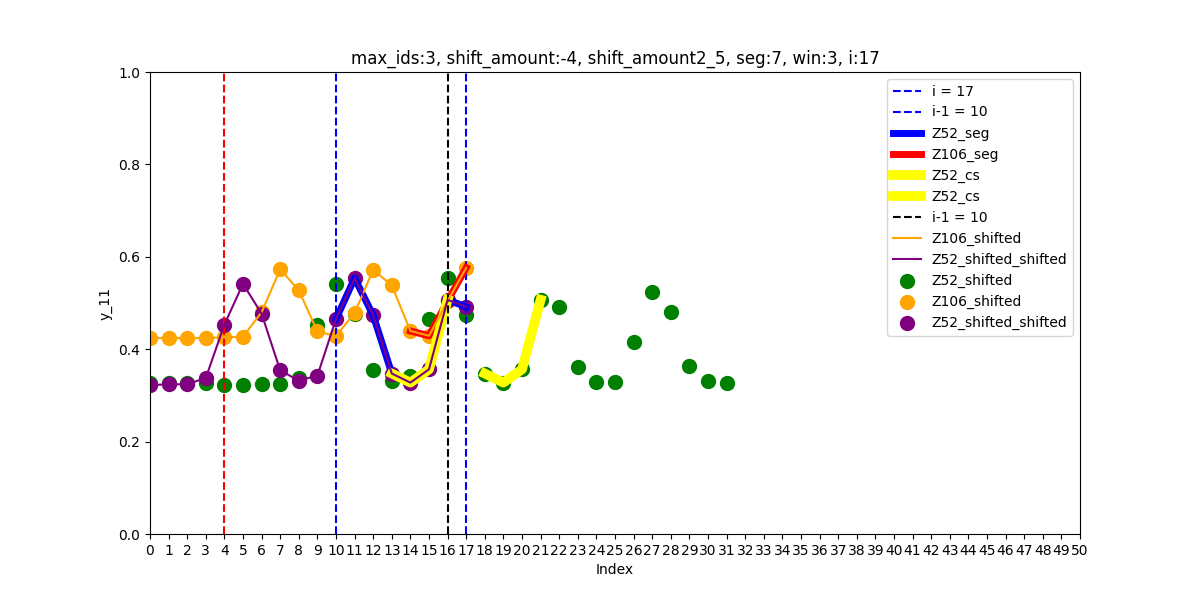 max_ids:3, shift_amount:-4, shift_amount2_5, seg:7, win:3, i:17
y_11
1.0
0.8
0.6
0.4
0.2
0.0
i = 17
i-1 = 10
Z52_seg
Z106_seg
Z52_cs
Z52_cs
i-1 = 10
Z106_shifted
Z52_shifted_shifted
Z52_shifted
Z106_shifted
Z52_shifted_shifted
0 1 2 3 4 5 6 7 8 9 10 11 12 13 14 15 16 17 18 19 20 21 22 23 24 25 26 27 28 29 30 31 32 33 34 35 36 37 38 39 40 41 42 43 44 45 46 47 48 49 50
Index